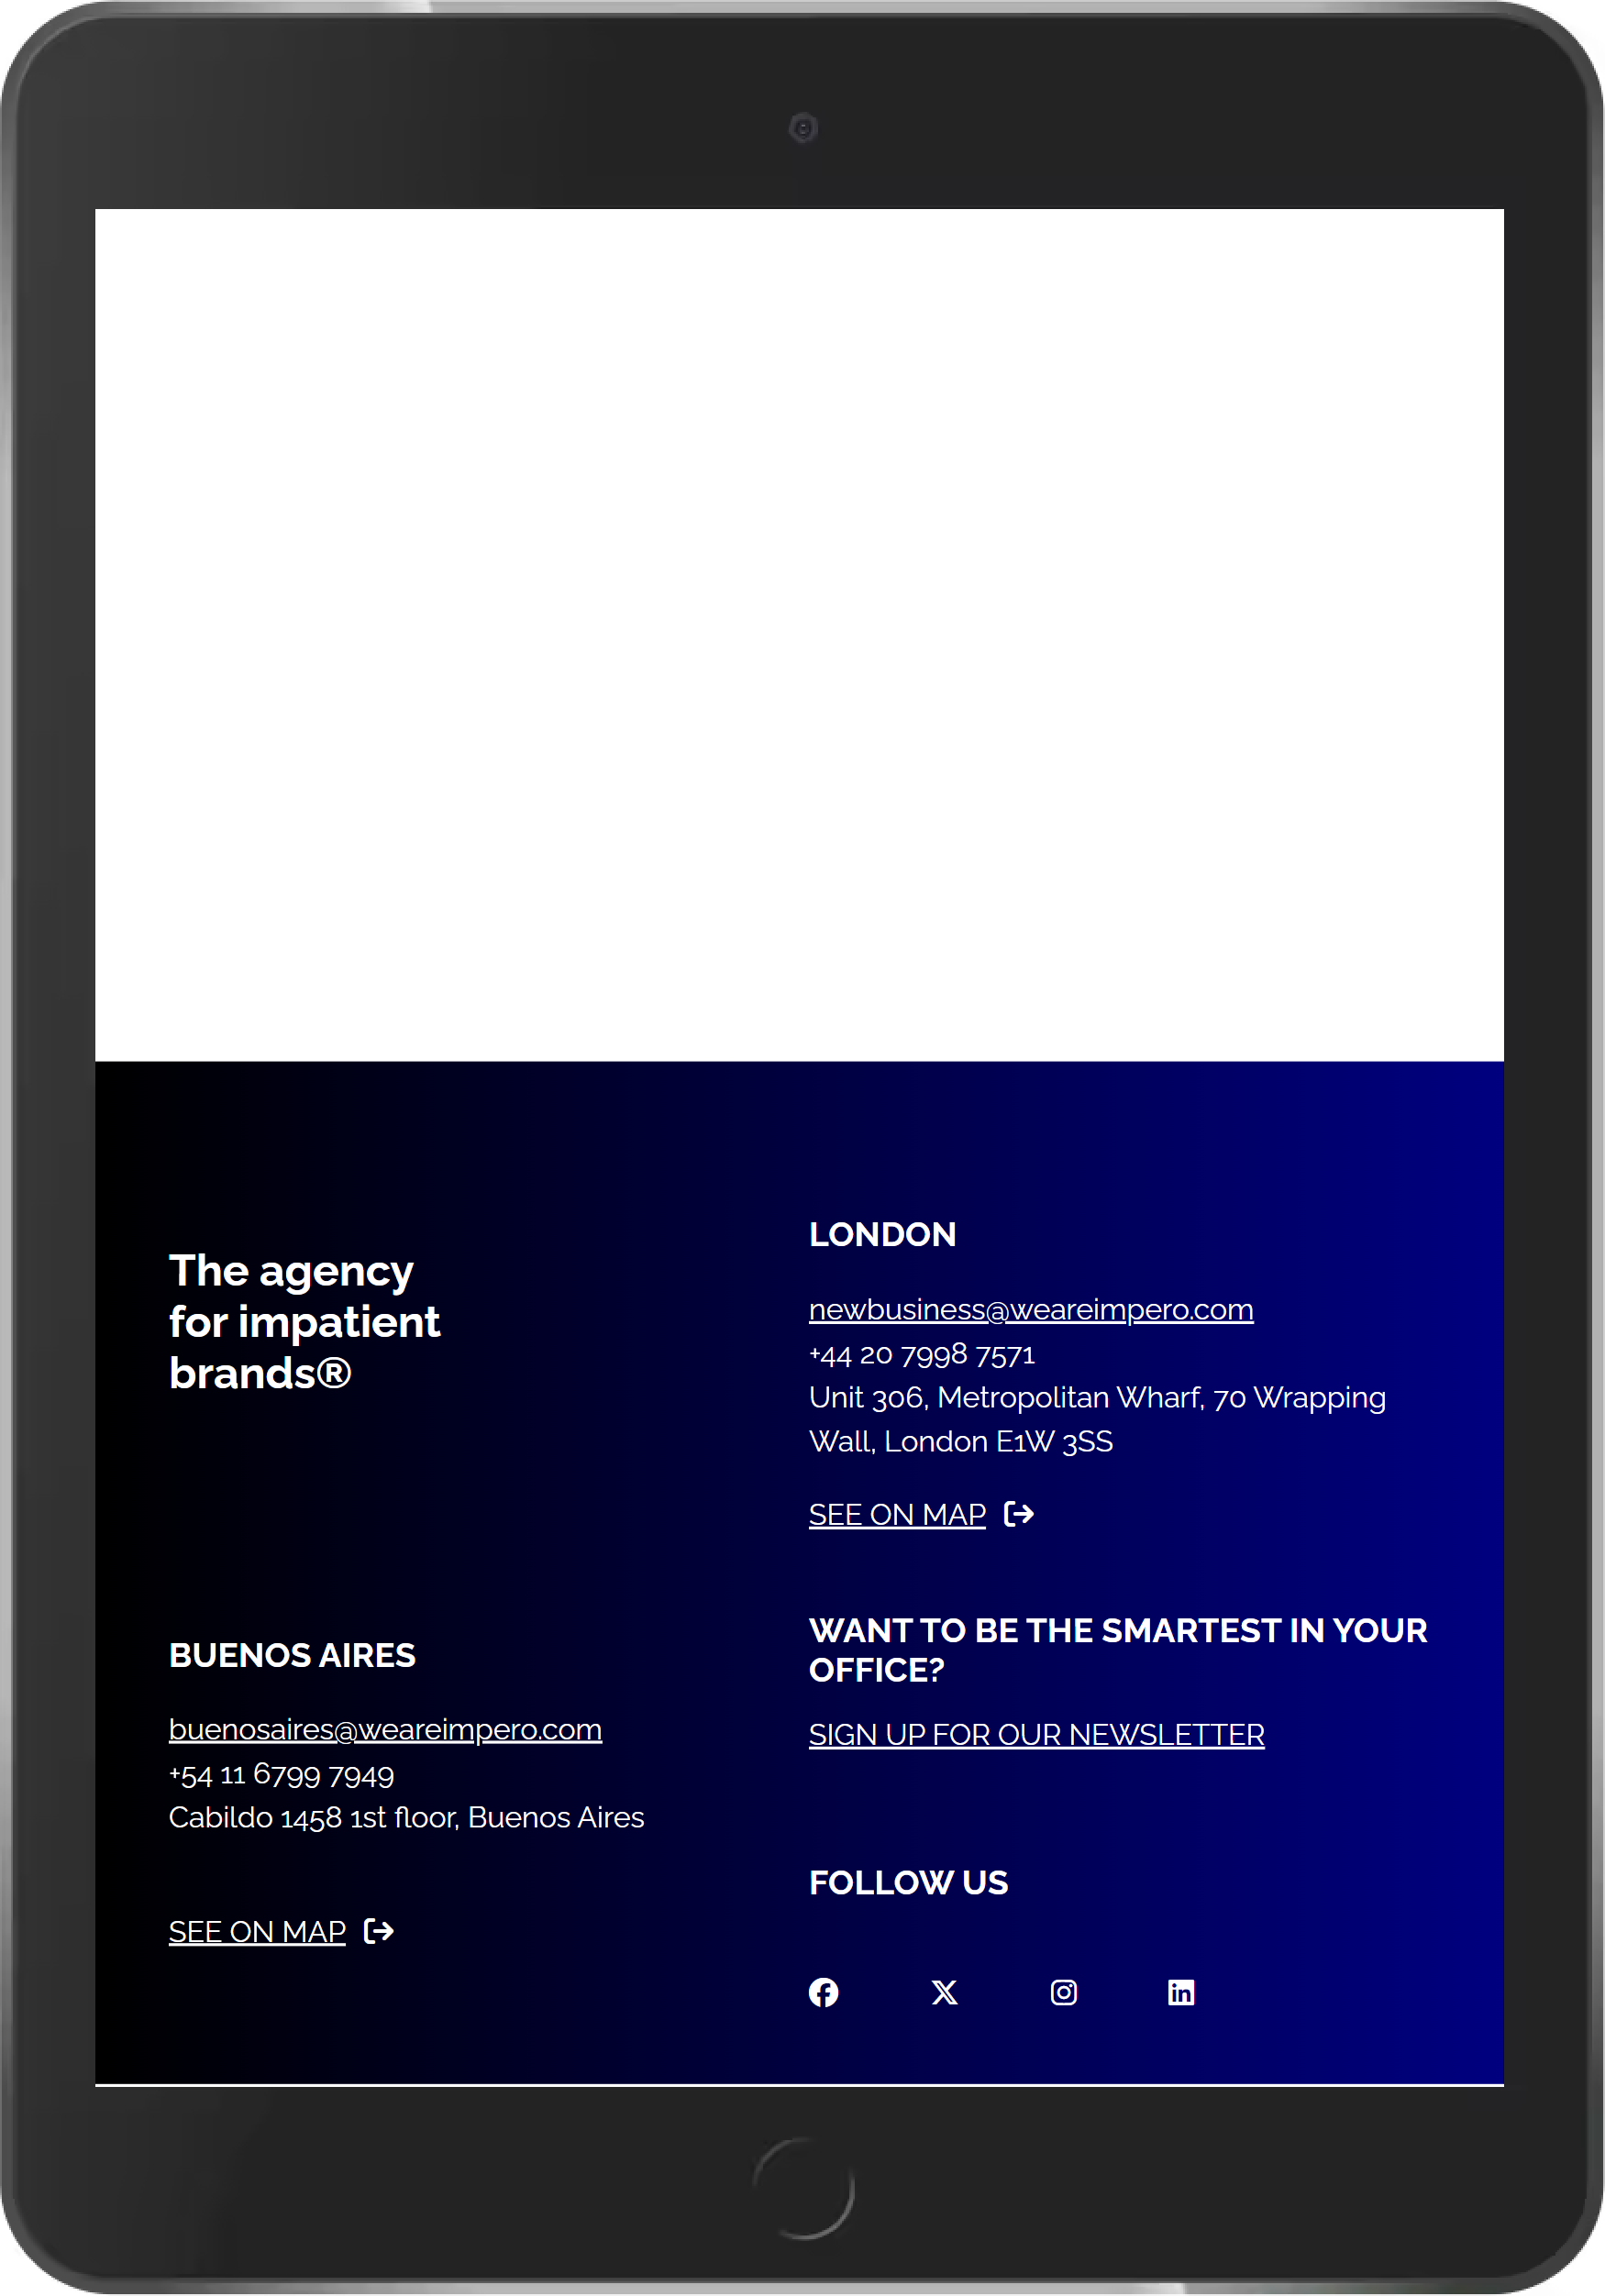 The agency
for impatient
brands®
BUENOS AIRES
buenosaires@weareimpero.com
+54 11 6799 7949
Cabildo 1458 1st floor, Buenos Aires
SEE ON MAP
LONDON
newbusiness@weareimpero.com
+44 20 7998 7571
Unit 306, Metropolitan Wharf, 70 Wrapping
Wall, London E1W 3SS
SEE ON MAP
WANT TO BE THE SMARTEST IN YOUR
OFFICE?
SIGN UP FOR OUR NEWSLETTER
FOLLOW US